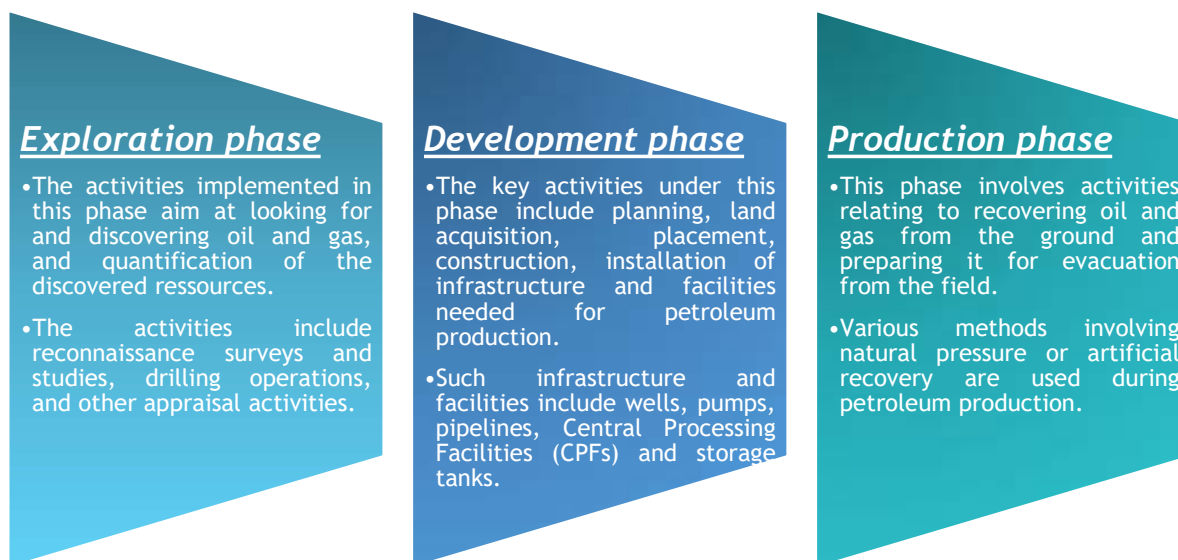 Exploration phase
•The activities implemented in
this phase aim at looking for
and discovering oil and gas,
and quantification of the
discovered ressources.
•The activities include
reconnaissance surveys and
studies, drilling operations,
and other appraisal activities.
Development phase
•The key activities under this
phase include planning, land
acquisition, placement,
construction, installation of
infrastructure and facilities
needed for petroleum
production.
•Such infrastructure and
facilities include wells, pumps,
pipelines, Central Processing
Facilities (CPFs) and storage
tanks.
Production phase
•This phase involves activities
relating to recovering oil and
gas from the ground and
preparing it for evacuation
from the field.
•Various methods involving
natural pressure or artificial
recovery are used during
petroleum production.